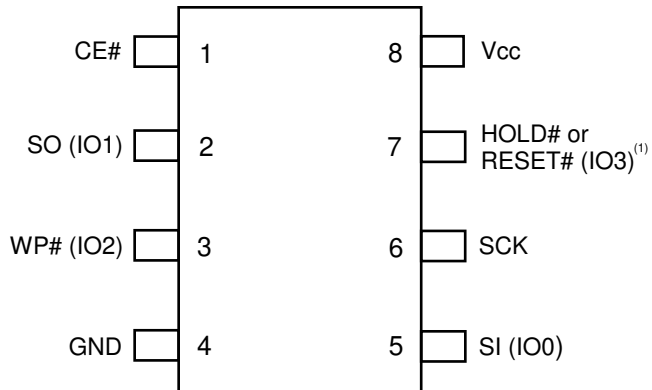 CE# 1 8 Vcc
SO (IO1) 2 7 HOLD# or
RESET# (IO3)(1)
WP# (IO2) 3 6 SCK
GND 4 5 SI (IO0)